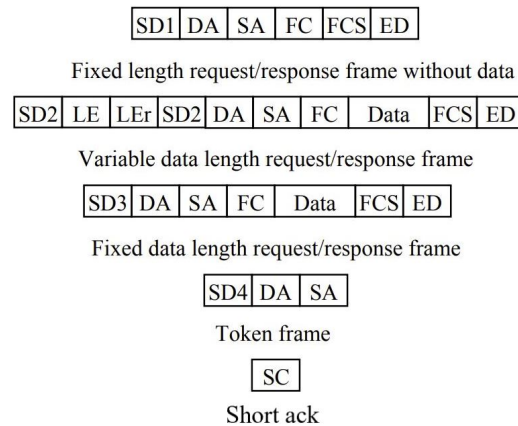 SD1 DA SA FC FCS ED
Fixed length request/response frame without data
SD2 LE LEr SD2 DA SA FC Data FCS ED
Variable data length request/response frame
SD3 DA SA FC Data FCS ED
Fixed data length request/response frame
SD4 DA SA
Token frame
SC
Short ack